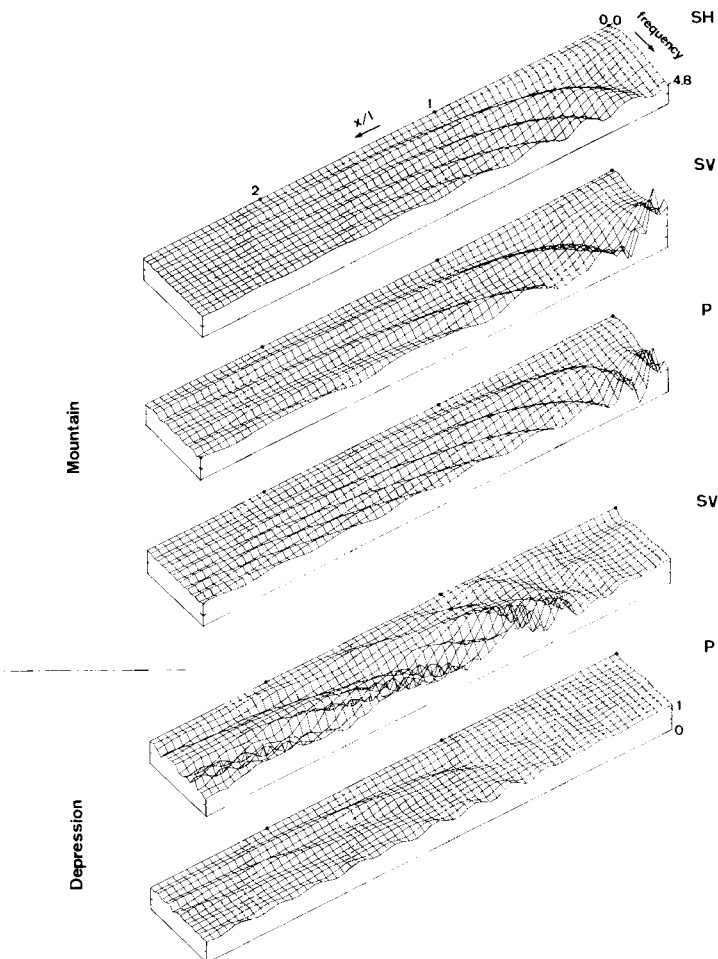 SH
0.0
frequency
4.8
1
x/l
2
SV
P
Mountain
SV
P
1
0
Depression